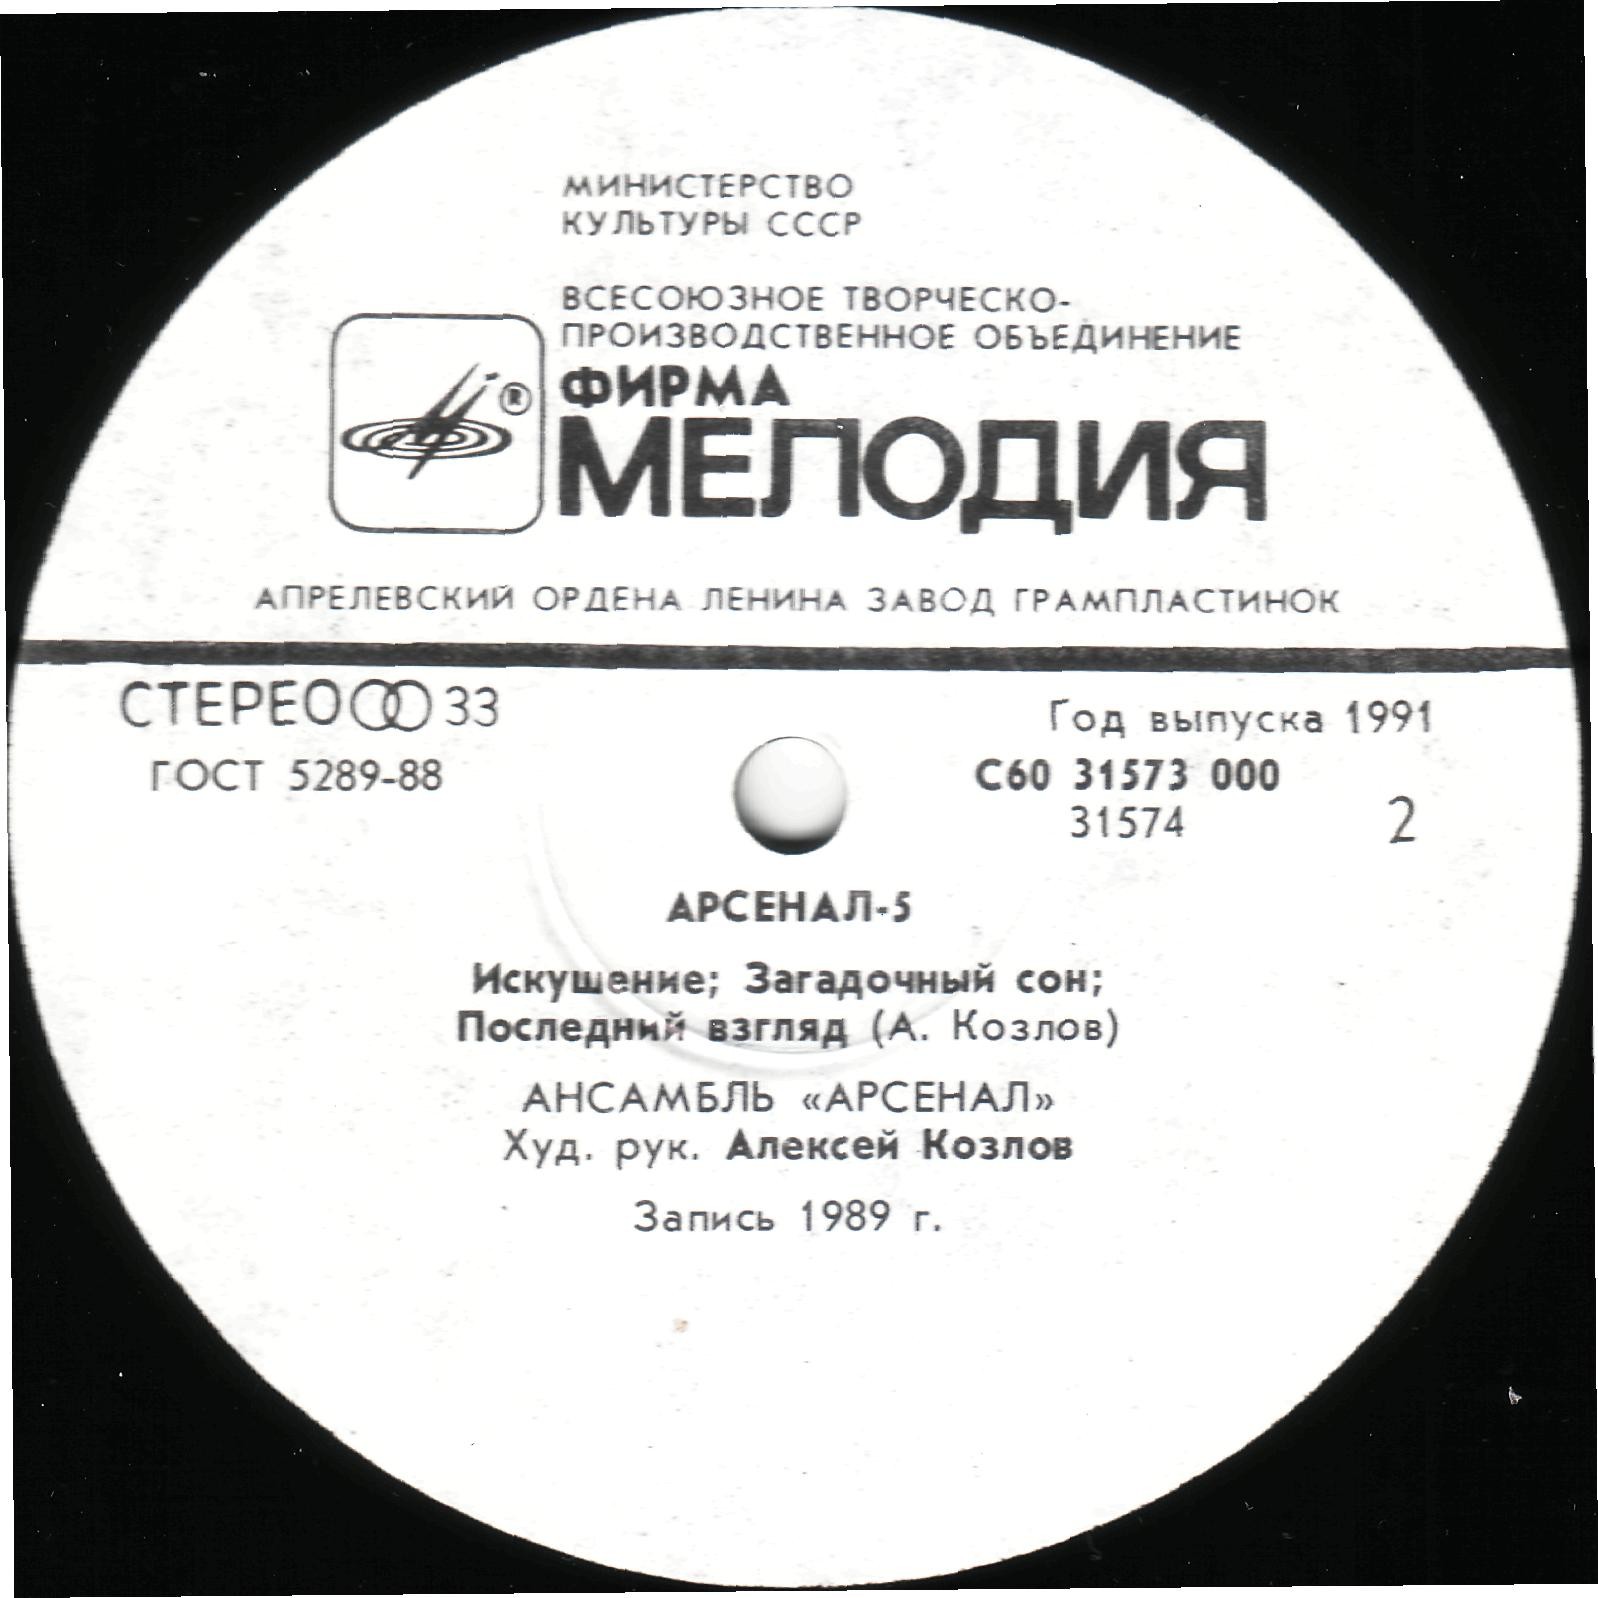 МИНИСТЕРСТВО
КУЛЬТУРЫ СССР
ВСЕСОЮЗНОЕ ТВОРЧЕСКО-
ПРОИЗВОДСТВЕННОЕ ОБЪЕДИНЕНИЕ
ФИРМА
® МЕЛОДИЯ
АПРЕЛЕВСКИЙ ОРДЕНА ЛЕНИНА ЗАВОД ГРАМПЛАСТИНОК
СТЕРЕО 33
Год выпуска 1991
ГОСТ 5289-88
С60 31573 000
31574
2
АРСЕНАЛ-5
Искушение; Загадочный сон;
Последний взгляд (А. Козлов)
АНСАМБЛЬ «АРСЕНАЛ»
Худ. рук. Алексей Козлов
Запись 1989 г.